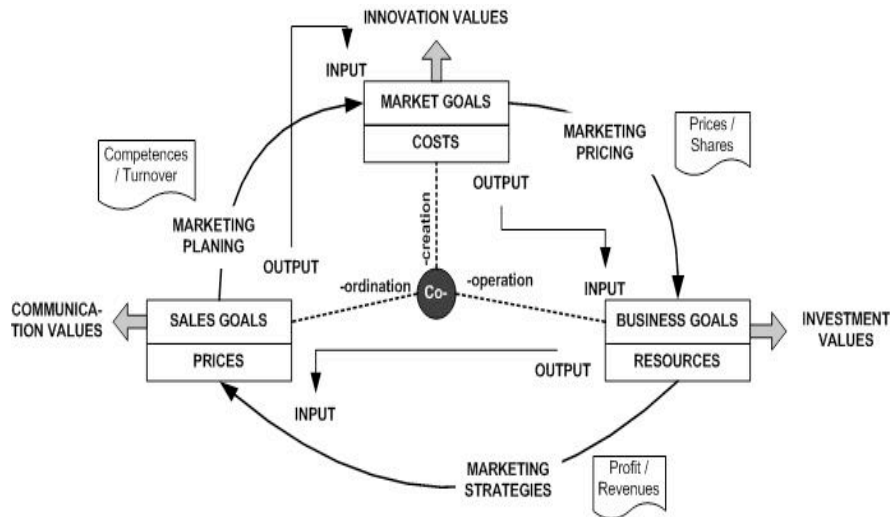 INNOVATION VALUES
INPUT
MARKET GOALS
COSTS
MARKETING
PRICING
Prices /
Shares
Competences
/ Turnover
OUTPUT
-creation
MARKETING
PLANING
OUTPUT
-ordination
Co-
-operation
INPUT
COMMUNICA-
TION VALUES
SALES GOALS
PRICES
BUSINESS GOALS
RESOURCES
INVESTMENT
VALUES
OUTPUT
INPUT
MARKETING
STRATEGIES
Profit /
Revenues